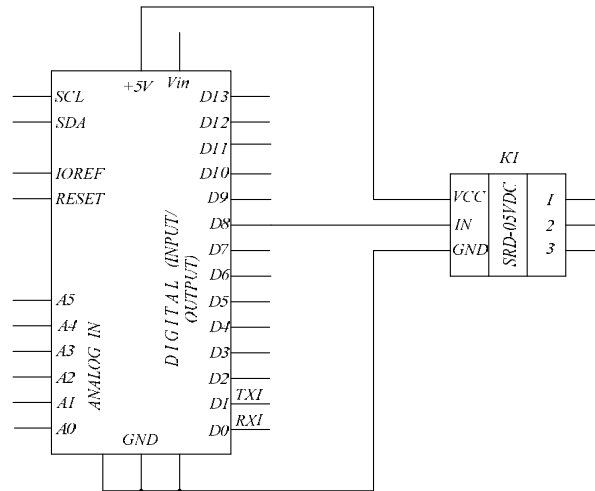 +5V
Vin
SCL
SDA
IOREF
RESET
A5
A4
A3
A2
A1
A0
ANALOG IN
GND
DIGITAL (INPUT/
OUTPUT)
D13
D12
D11
D10
D9
D8
D7
D6
D5
D4
D3
D2
D1
D0
TX1
RX1
K1
VCC
IN
GND
SRD-05VDC
1
2
3